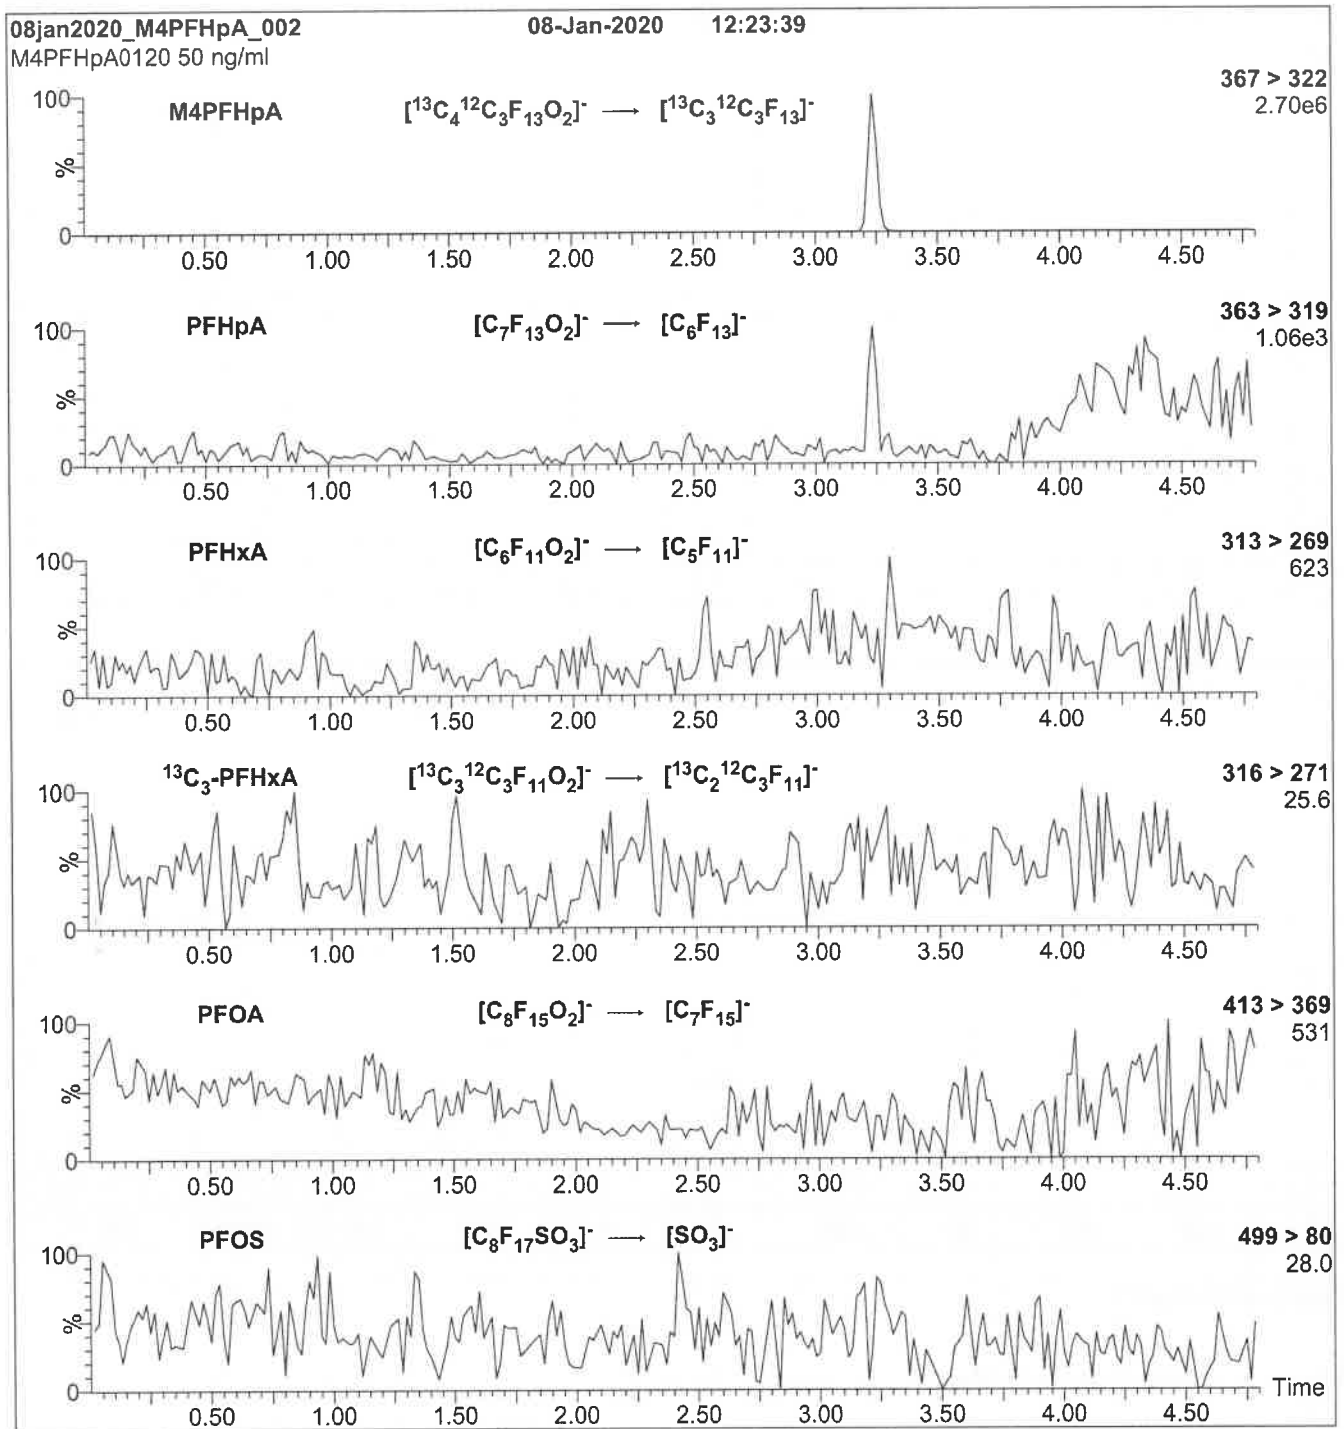 08jan2020_M4PFHpA_002 08-Jan-2020 12:23:39
M4PFHpA0120 50 ng/ml
367 > 322
2.70e6
M4PFHpA [¹³C₄¹²C₃F₁₃O₂]⁻ → [¹³C₃¹²C₃F₁₃]⁻
100
%
0
0.50 1.00 1.50 2.00 2.50 3.00 3.50 4.00 4.50
363 > 319
1.06e3
PFHpA [C₇F₁₃O₂]⁻ → [C₆F₁₃]⁻
100
%
0
0.50 1.00 1.50 2.00 2.50 3.00 3.50 4.00 4.50
313 > 269
623
PFHxA [C₆F₁₁O₂]⁻ → [C₅F₁₁]⁻
100
%
0
0.50 1.00 1.50 2.00 2.50 3.00 3.50 4.00 4.50
316 > 271
25.6
¹³C₃-PFHxA [¹³C₃¹²C₃F₁₁O₂]⁻ → [¹³C₂¹²C₃F₁₁]⁻
100
%
0
0.50 1.00 1.50 2.00 2.50 3.00 3.50 4.00 4.50
413 > 369
531
PFOA [C₈F₁₅O₂]⁻ → [C₇F₁₅]⁻
100
%
0
0.50 1.00 1.50 2.00 2.50 3.00 3.50 4.00 4.50
499 > 80
28.0
PFOS [C₈F₁₇SO₃]⁻ → [SO₃]⁻
100
%
0
Time
0.50 1.00 1.50 2.00 2.50 3.00 3.50 4.00 4.50